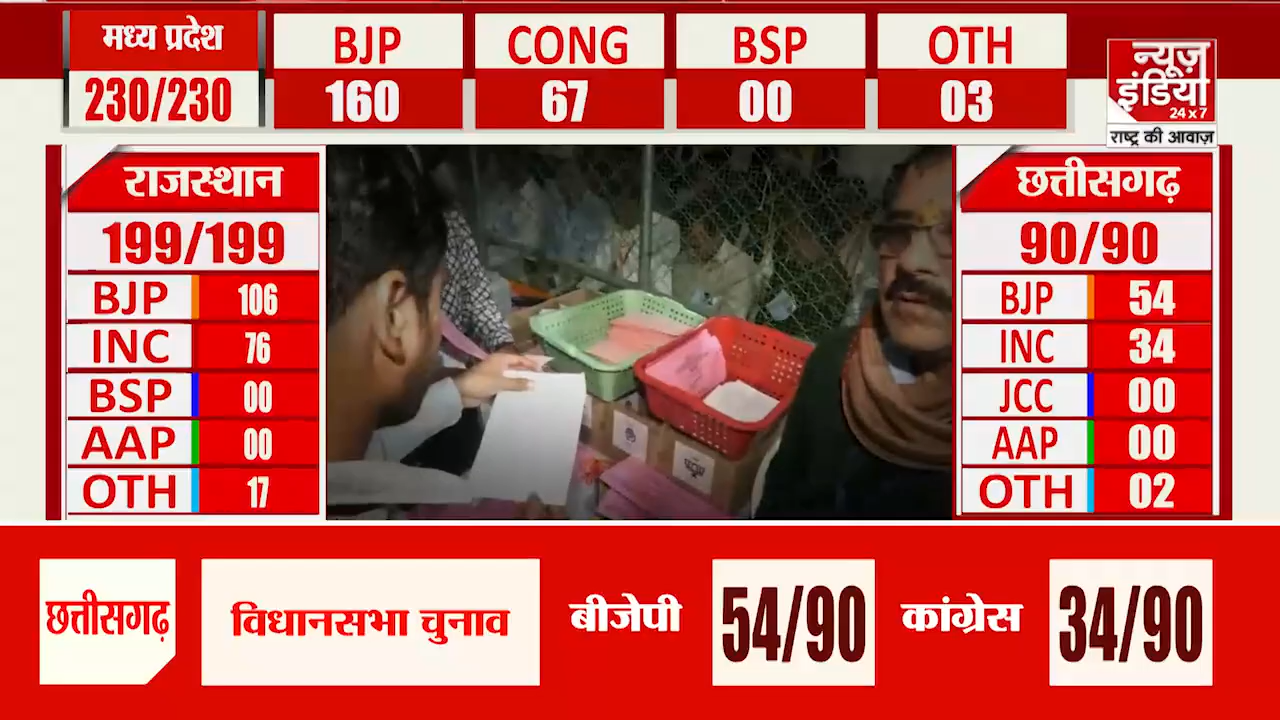 मध्य प्रदेश
230/230
BJP
160
CONG
67
BSP
00
OTH
03
न्यूज़
इंडिया
24x7
राष्ट्र की आवाज़
राजस्थान
199/199
BJP 106
INC 76
BSP 00
AAP 00
OTH 17
छत्तीसगढ़
90/90
BJP 54
INC 34
JCC 00
AAP 00
OTH 02
छत्तीसगढ़
विधानसभा चुनाव
बीजेपी
54/90
कांग्रेस
34/90